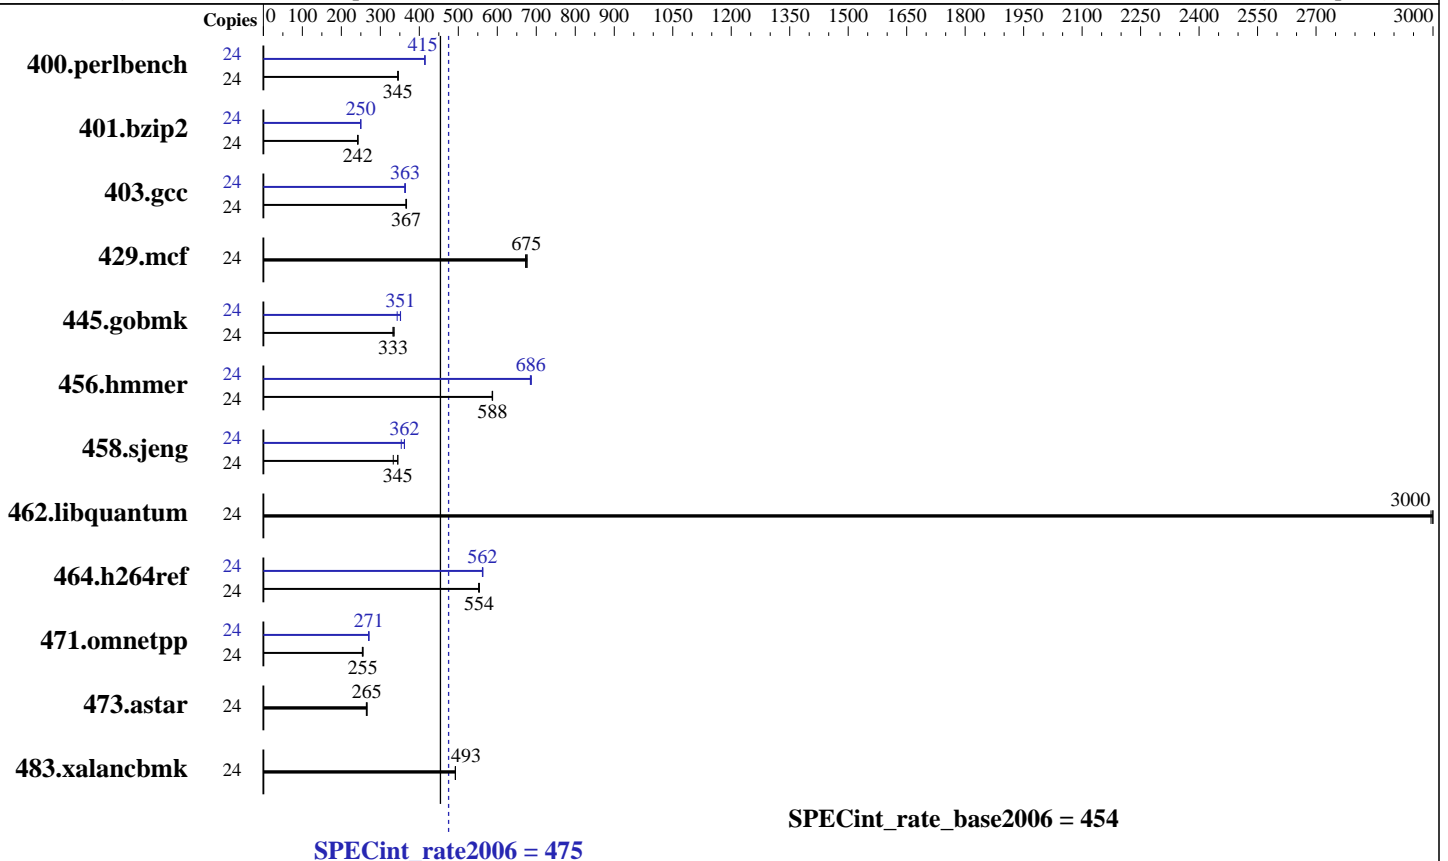 Copies 0 100 200 300 400 500 600 700 800 900 1050 1200 1350 1500 1650 1800 1950 2100 2250 2400 2550 2700 3000
400.perlbench 24 415
24 345
401.bzip2 24 250
24 242
403.gcc 24 363
24 367
429.mcf 24 675
445.gobmk 24 351
24 333
456.hmmer 24 686
24 588
458.sjeng 24 362
24 345
462.libquantum 24 3000
464.h264ref 24 562
24 554
471.omnetpp 24 271
24 255
473.astar 24 265
483.xalancbmk 24 493
SPECint_rate_base2006 = 454
SPECint_rate2006 = 475